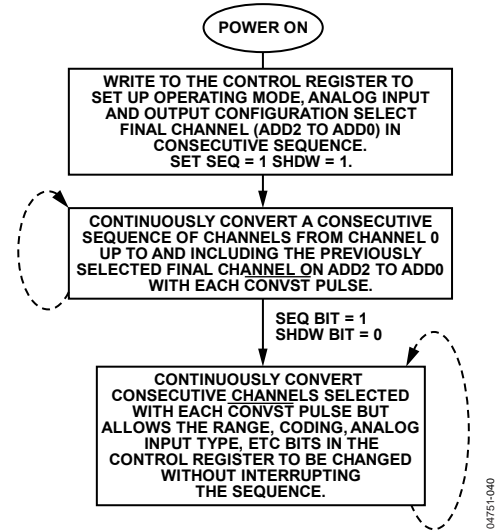 POWER ON
WRITE TO THE CONTROL REGISTER TO
SET UP OPERATING MODE, ANALOG INPUT
AND OUTPUT CONFIGURATION SELECT
FINAL CHANNEL (ADD2 TO ADD0) IN
CONSECUTIVE SEQUENCE.
SET SEQ = 1 SHDW = 1.
CONTINUOUSLY CONVERT A CONSECUTIVE
SEQUENCE OF CHANNELS FROM CHANNEL 0
UP TO AND INCLUDING THE PREVIOUSLY
SELECTED FINAL CHANNEL ON ADD2 TO ADD0
WITH EACH CONVST PULSE.
SEQ BIT = 1
SHDW BIT = 0
CONTINUOUSLY CONVERT
CONSECUTIVE CHANNELS SELECTED
WITH EACH CONVST PULSE BUT
ALLOWS THE RANGE, CODING, ANALOG
INPUT TYPE, ETC BITS IN THE
CONTROL REGISTER TO BE CHANGED
WITHOUT INTERRUPTING
THE SEQUENCE.
04751-040